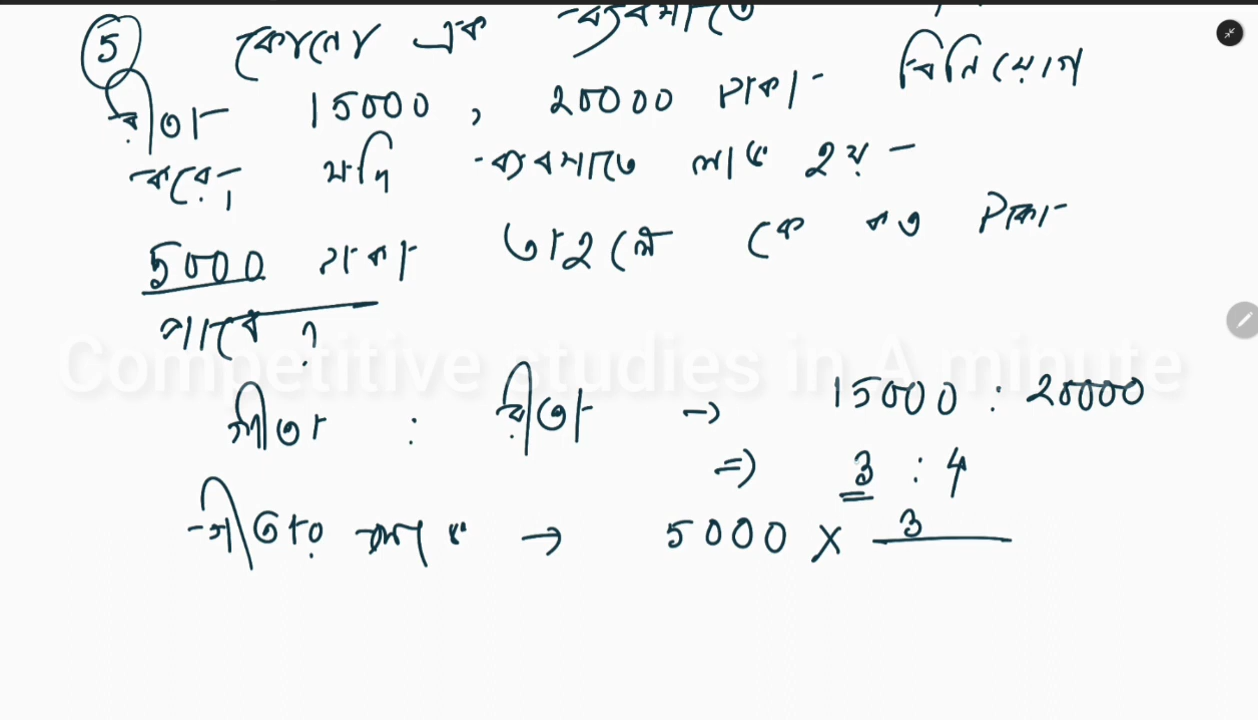 5 কোনো এক ব্যবসাতে
রীতা 15000, 20000 টাকা বিনিয়োগ
করে, যদি ব্যবসাতে লাভ হয়
5000 টাকা তাহলে কে কত টাকা
পাবে ?
Competitive studies in A minute
গীতা : রীতা → 15000 : 20000
⇒ 3 : 4
গীতার লাভ → 5000 × 3